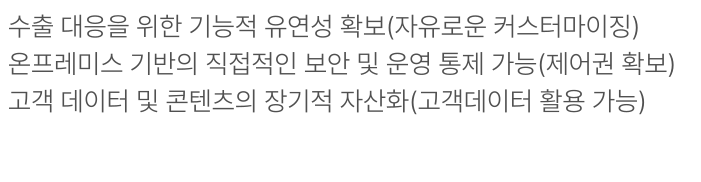 수출 대응을 위한 기능적 유연성 확보(자유로운 커스터마이징)
온프레미스 기반의 직접적인 보안 및 운영 통제 가능(제어권 확보)
고객 데이터 및 콘텐츠의 장기적 자산화(고객데이터 활용 가능)